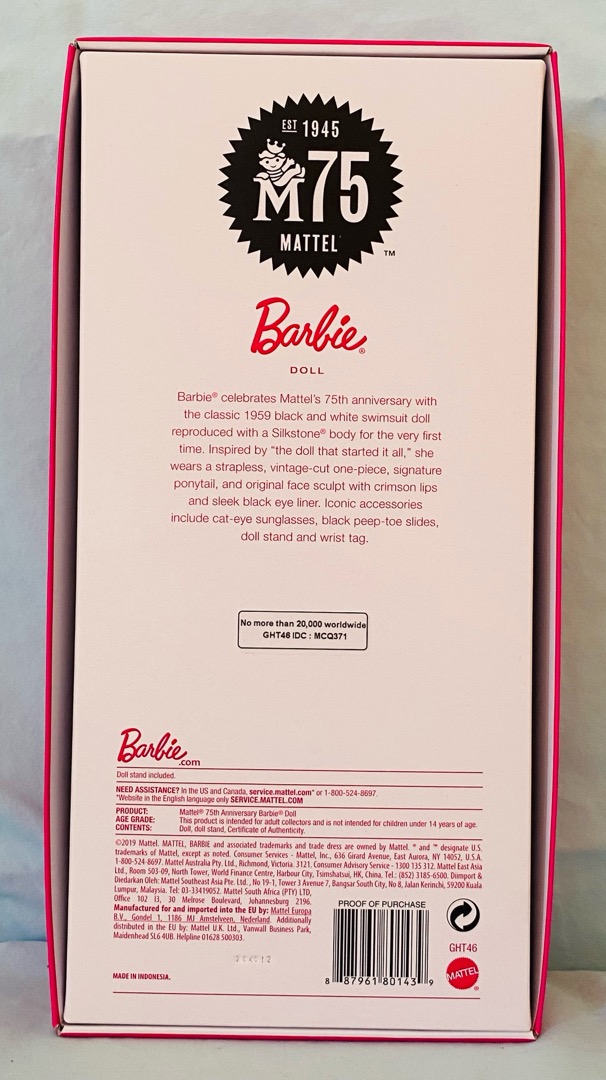 EST 1945
M75
MATTEL
™
Barbie®
DOLL
Barbie® celebrates Mattel's 75th anniversary with
the classic 1959 black and white swimsuit doll
reproduced with a Silkstone® body for the very first
time. Inspired by “the doll that started it all,” she
wears a strapless, vintage-cut one-piece, signature
ponytail, and original face sculpt with crimson lips
and sleek black eye liner. Iconic accessories
include cat-eye sunglasses, black peep-toe slides,
doll stand and wrist tag.
No more than 20,000 worldwide
GHT46 IDC : MCQ371
Barbie.com
Doll stand included.
NEED ASSISTANCE? In the US and Canada, service.mattel.com* or 1-800-524-8697.
*Website in the English language only SERVICE.MATTEL.COM
PRODUCT: Mattel® 75th Anniversary Barbie® Doll
AGE GRADE: This product is intended for adult collectors and is not intended for children under 14 years of age.
CONTENTS: Doll, doll stand, Certificate of Authenticity.
©2019 Mattel. MATTEL, BARBIE and associated trademarks and trade dress are owned by Mattel. ® and ™ designate U.S.
trademarks of Mattel, except as noted. Consumer Services - Mattel, Inc., 636 Girard Avenue, East Aurora, NY 14052, U.S.A.
1-800-524-8697. Mattel Australia Pty. Ltd., Richmond, Victoria. 3121. Consumer Advisory Service - 1300 135 312. Mattel East Asia
Ltd., Room 503-09, North Tower, World Finance Centre, Harbour City, Tsimshatsui, HK, China. Tel.: (852) 3185-6500. Diimport &
Diedarkan Oleh: Mattel Southeast Asia Pte. Ltd., No 19-1, Tower 3 Avenue 7, Bangsar South City, No 8, Jalan Kerinchi, 59200 Kuala
Lumpur, Malaysia. Tel: 03-33419052. Mattel South Africa (PTY) LTD,
Office 102 I3, 30 Melrose Boulevard, Johannesburg 2196.
Manufactured for and imported into the EU by: Mattel Europa
B.V., Gondel 1, 1186 MJ Amstelveen, Nederland. Additionally
distributed in the EU by: Mattel U.K. Ltd., Vanwall Business Park,
Maidenhead SL6 4UB. Helpline 01628 500303.
PROOF OF PURCHASE
8 87961 80143 9
GHT46
MATTEL®
MADE IN INDONESIA.